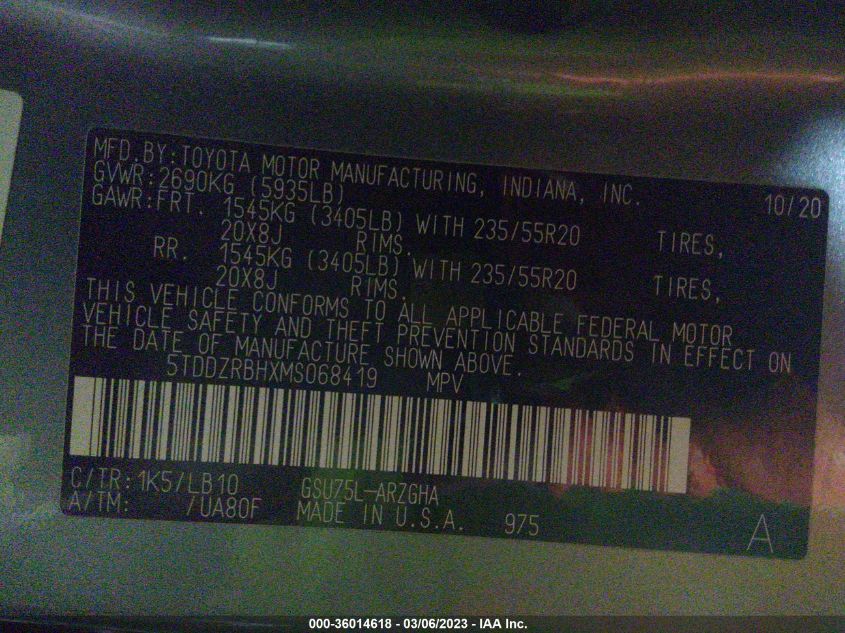 MFD.BY:TOYOTA MOTOR MANUFACTURING, INDIANA, INC. 10/20
GVWR:2690KG (5935LB)
GAWR:FRT. 1545KG (3405LB) WITH 235/55R20 TIRES,
20X8J RIMS.
RR. 1545KG (3405LB) WITH 235/55R20 TIRES,
20X8J RIMS.
THIS VEHICLE CONFORMS TO ALL APPLICABLE FEDERAL MOTOR
VEHICLE SAFETY AND THEFT PREVENTION STANDARDS IN EFFECT ON
THE DATE OF MANUFACTURE SHOWN ABOVE.
5TDDZRBHXMS068419 MPV
C/TR:1K5/LB10 GSU75L-ARZGHA
A/TM: /UA80F MADE IN U.S.A. 975 A
000-36014618 - 03/06/2023 - IAA Inc.